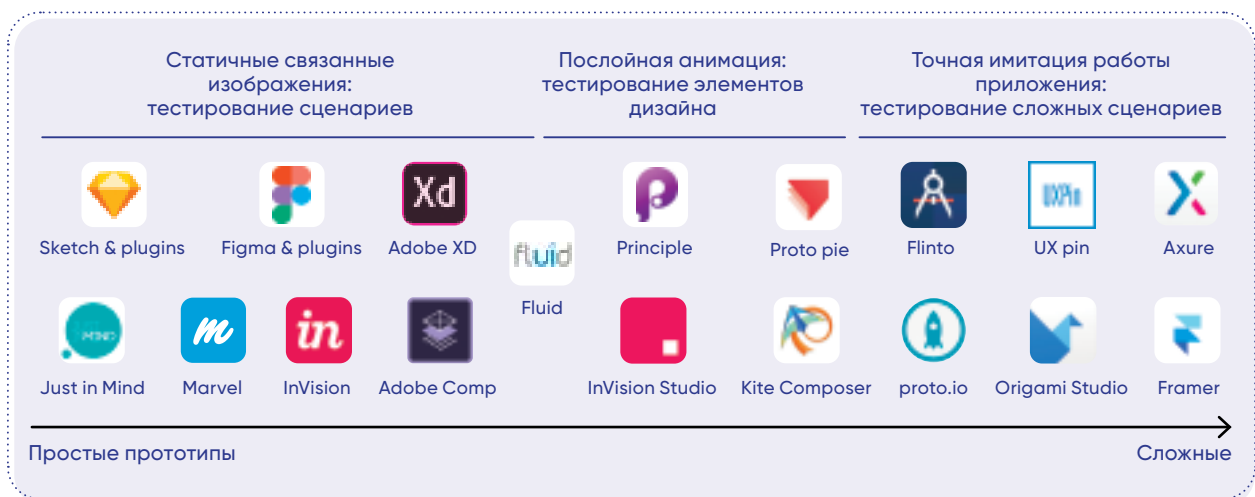 Статичные связанные
изображения:
тестирование сценариев
Послойная анимация:
тестирование элементов
дизайна
Точная имитация работы
приложения:
тестирование сложных сценариев
Xd
UXPin
Sketch & plugins
Figma & plugins
Adobe XD
fluid
Principle
Proto pie
Flinto
UX pin
Axure
Fluid
MIND
m
in
Just in Mind
Marvel
InVision
Adobe Comp
InVision Studio
Kite Composer
proto.io
Origami Studio
Framer
Простые прототипы
Сложные